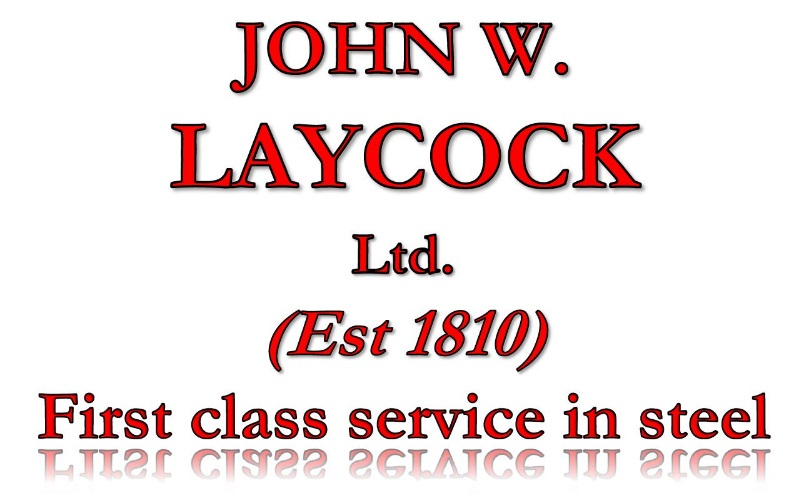 JOHN W.
LAYCOCK
Ltd.
(Est 1810)
First class service in steel